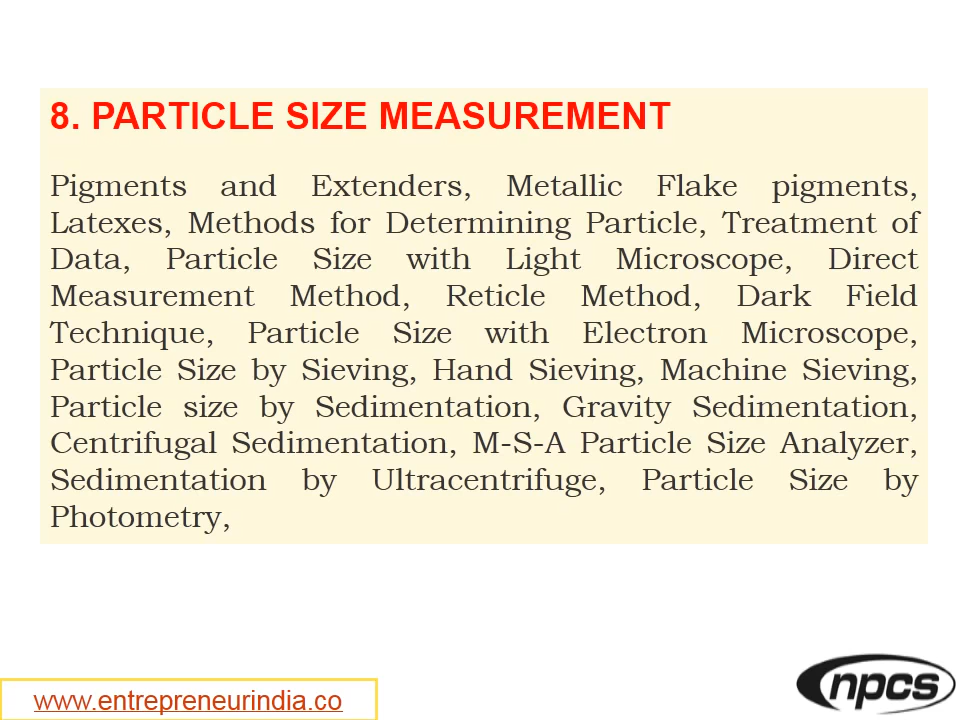 8. PARTICLE SIZE MEASUREMENT
Pigments and Extenders, Metallic Flake pigments,
Latexes, Methods for Determining Particle, Treatment of
Data, Particle Size with Light Microscope, Direct
Measurement Method, Reticle Method, Dark Field
Technique, Particle Size with Electron Microscope,
Particle Size by Sieving, Hand Sieving, Machine Sieving,
Particle size by Sedimentation, Gravity Sedimentation,
Centrifugal Sedimentation, M-S-A Particle Size Analyzer,
Sedimentation by Ultracentrifuge, Particle Size by
Photometry,
www.entrepreneurindia.co
npcs